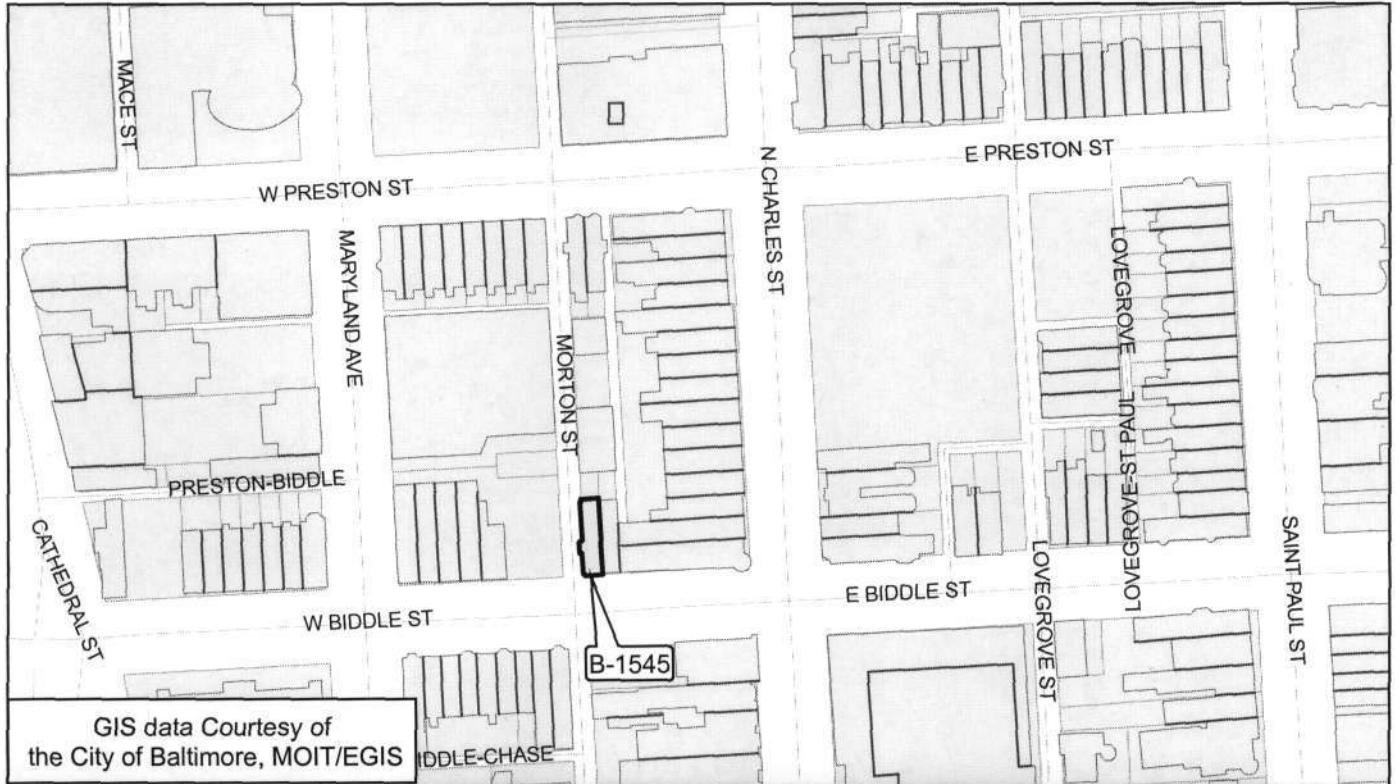 MACE ST
W PRESTON ST
E PRESTON ST
N CHARLES ST
MARYLAND AVE
MORTON ST
LOVEGROVE
LOVEGROVE-ST PAUL
PRESTON-BIDDLE
CATHEDRAL ST
W BIDDLE ST
E BIDDLE ST
LOVEGROVE ST
SAINT PAUL ST
B-1545
GIS data Courtesy of
the City of Baltimore, MOIT/EGIS
IDDLE-CHASE